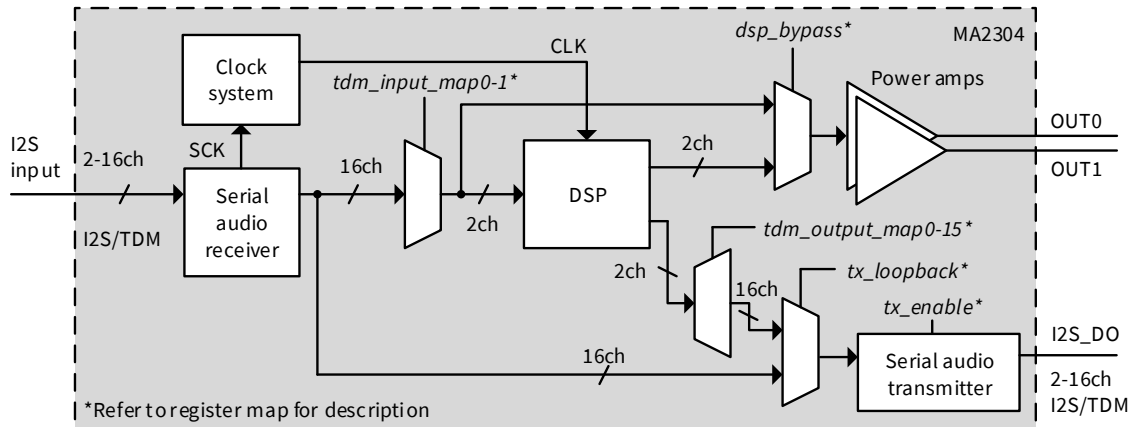 MA2304
dsp_bypass*
CLK
Clock
system
tdm_input_map0-1*
Power amps
I2S
input
2-16ch
I2S/TDM
SCK
Serial
audio
receiver
16ch
2ch
DSP
2ch
OUT0
OUT1
2ch
tdm_output_map0-15*
16ch
tx_loopback*
tx_enable*
16ch
Serial audio
transmitter
I2S_DO
2-16ch
I2S/TDM
*Refer to register map for description